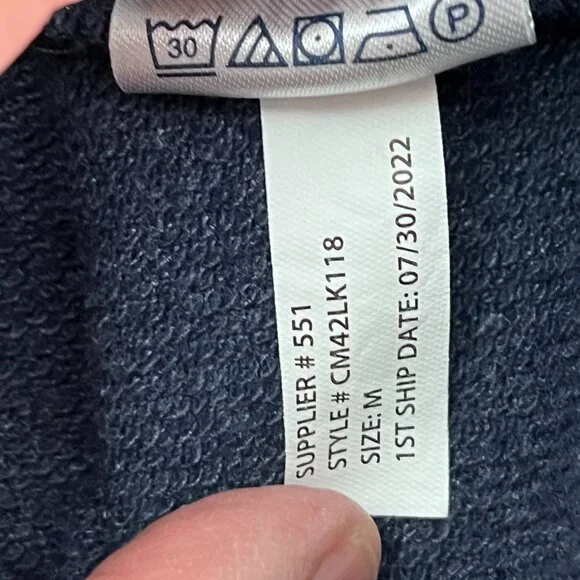 30
P
SUPPLIER # 551
STYLE # CM42LK118
SIZE: M
1ST SHIP DATE: 07/30/2022